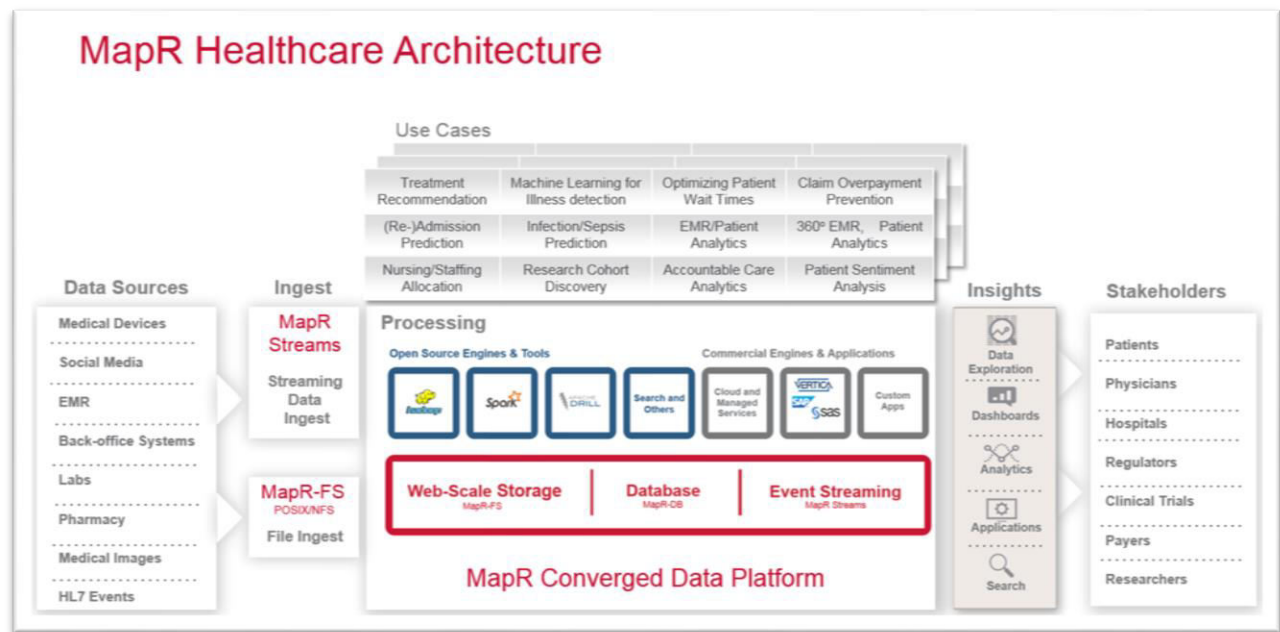 MapR Healthcare Architecture
Use Cases
Treatment
Recommendation
Machine Learning for
Illness detection
Optimizing Patient
Wait Times
Claim Overpayment
Prevention
(Re-)Admission
Prediction
Infection/Sepsis
Prediction
EMR/Patient
Analytics
360º EMR, Patient
Analytics
Nursing/Staffing
Allocation
Research Cohort
Discovery
Accountable Care
Analytics
Patient Sentiment
Analysis
Data Sources
Medical Devices
Social Media
EMR
Back-office Systems
Labs
Pharmacy
Medical Images
HL7 Events
Ingest
MapR
Streams
Streaming
Data
Ingest
MapR-FS
POSIX/NFS
File Ingest
Processing
Open Source Engines & Tools
Commercial Engines & Applications
hadoop
Spark
APACHE
DRILL
Search and
Others
Cloud and
Managed
Services
VERTICA
SAP
sas
Custom
Apps
Web-Scale Storage
MapR-FS
Database
MapR-DB
Event Streaming
MapR Streams
MapR Converged Data Platform
Insights
Data
Exploration
Dashboards
Analytics
Applications
Search
Stakeholders
Patients
Physicians
Hospitals
Regulators
Clinical Trials
Payers
Researchers